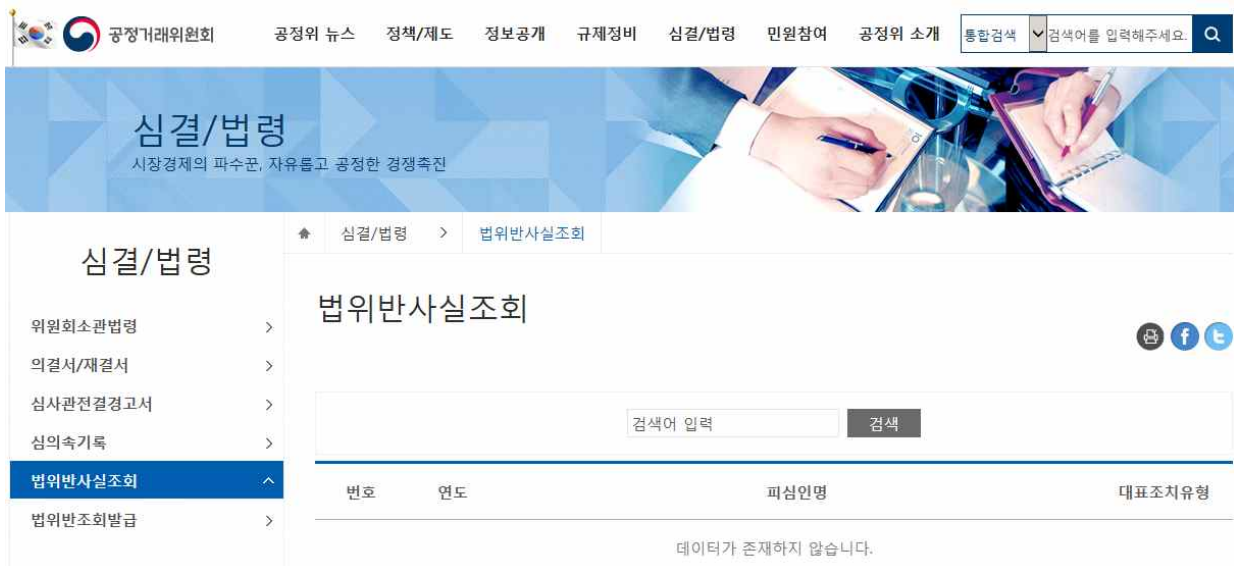 공정거래위원회 공정위 뉴스 정책/제도 정보공개 규제정비 심결/법령 민원참여 공정위 소개 통합검색 검색어를 입력해주세요.
심결/법령
시장경제의 파수꾼, 자유롭고 공정한 경쟁촉진
심결/법령 > 법위반사실조회
심결/법령
위원회소관법령 >
의결서/재결서 >
심사관전결경고서 >
심의속기록 >
법위반사실조회
법위반조회발급 >
법위반사실조회
검색어 입력 검색
번호 연도 피심인명 대표조치유형
데이터가 존재하지 않습니다.